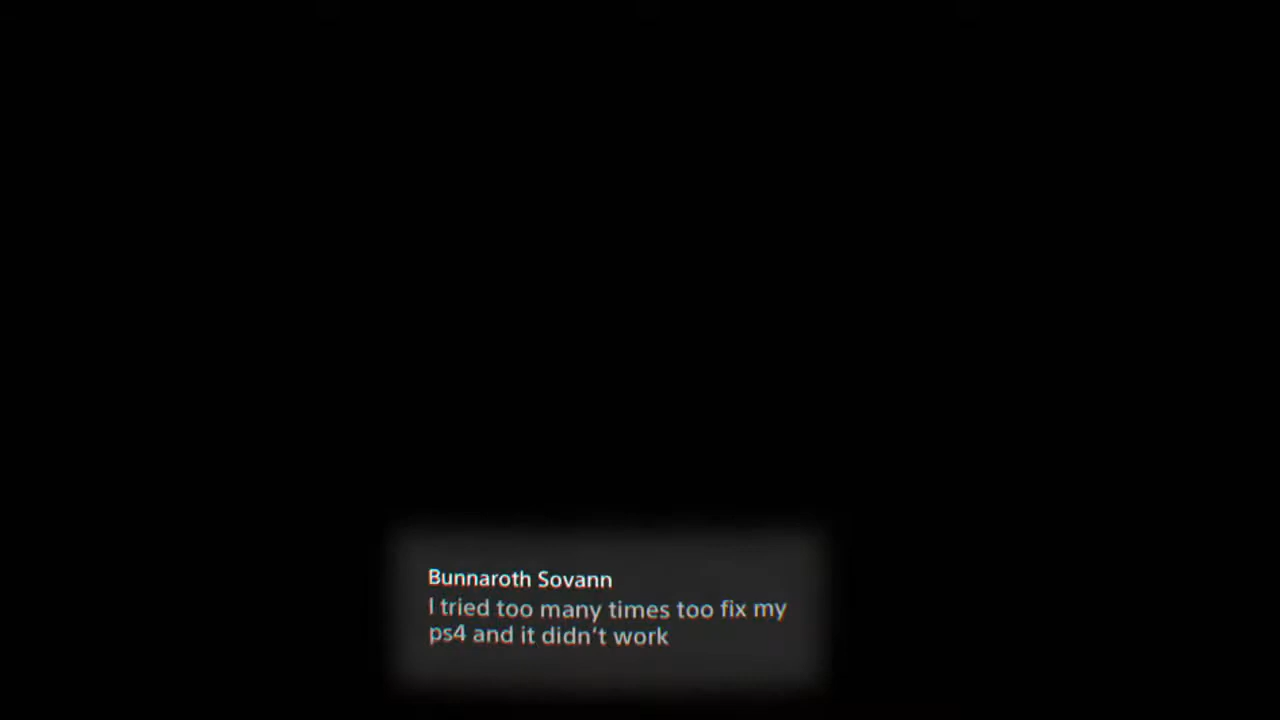 Bunnaroth Sovann
I tried too many times too fix my
ps4 and it didn't work